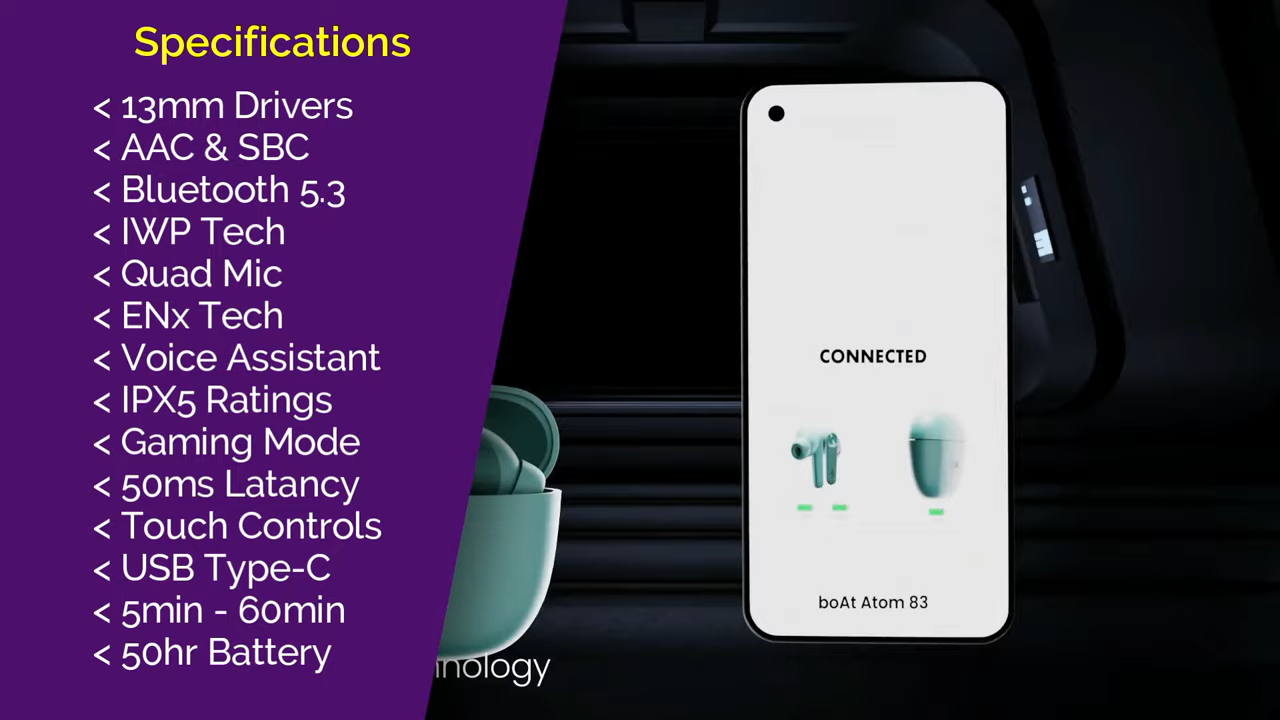 Specifications
< 13mm Drivers
< AAC & SBC
< Bluetooth 5.3
< IWP Tech
< Quad Mic
< ENx Tech
< Voice Assistant
< IPX5 Ratings
< Gaming Mode
< 50ms Latancy
< Touch Controls
< USB Type-C
< 5min - 60min
< 50hr Battery
CONNECTED
boAt Atom 83